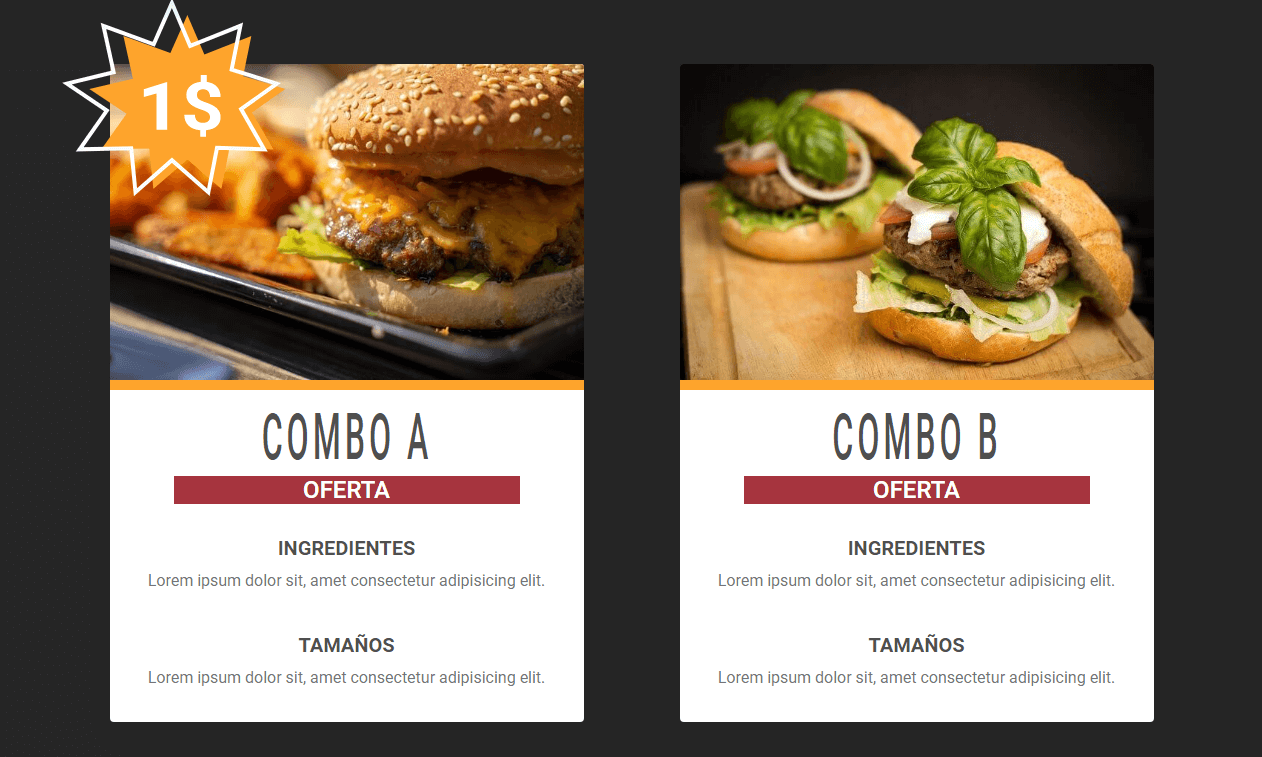 1$
COMBO A
OFERTA
INGREDIENTES
Lorem ipsum dolor sit, amet consectetur adipisicing elit.
TAMAÑOS
Lorem ipsum dolor sit, amet consectetur adipisicing elit.
COMBO B
OFERTA
INGREDIENTES
Lorem ipsum dolor sit, amet consectetur adipisicing elit.
TAMAÑOS
Lorem ipsum dolor sit, amet consectetur adipisicing elit.